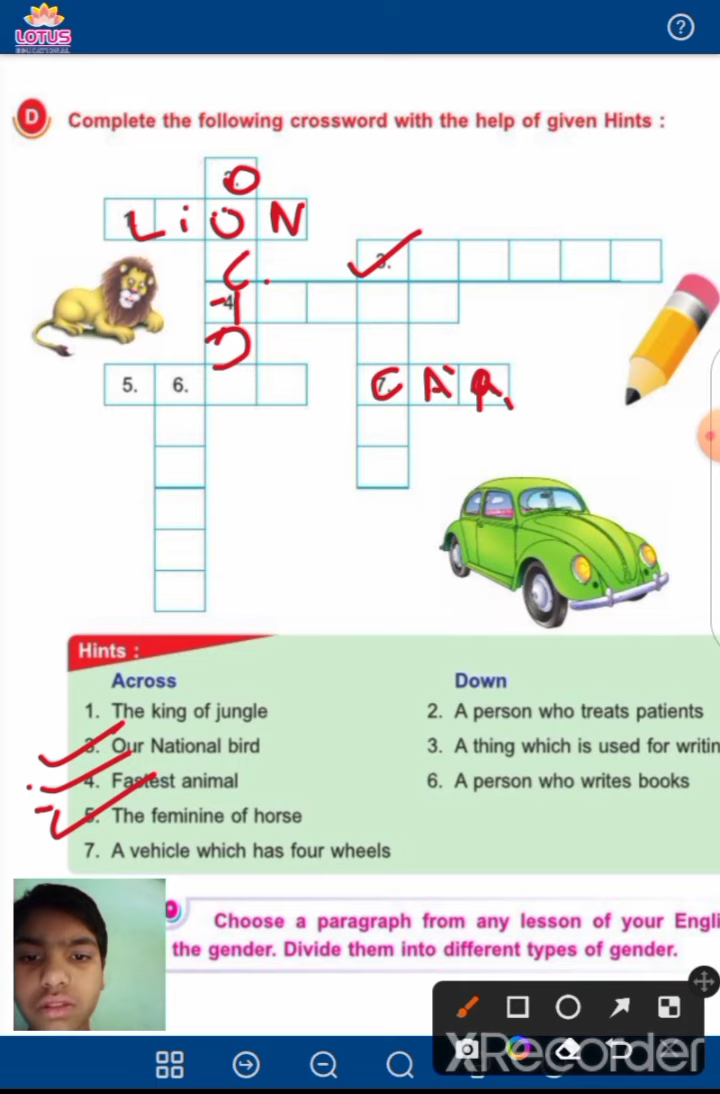 LOTUS
EDUCATIONAL
?
D Complete the following crossword with the help of given Hints :
O
L i O N
3.
C
4
T
5. 6.
7. C A R
Hints :
Across
1. The king of jungle
3. Our National bird
4. Fastest animal
5. The feminine of horse
7. A vehicle which has four wheels
Down
2. A person who treats patients
3. A thing which is used for writin
6. A person who writes books
Choose a paragraph from any lesson of your Engli
the gender. Divide them into different types of gender.
XRecorder